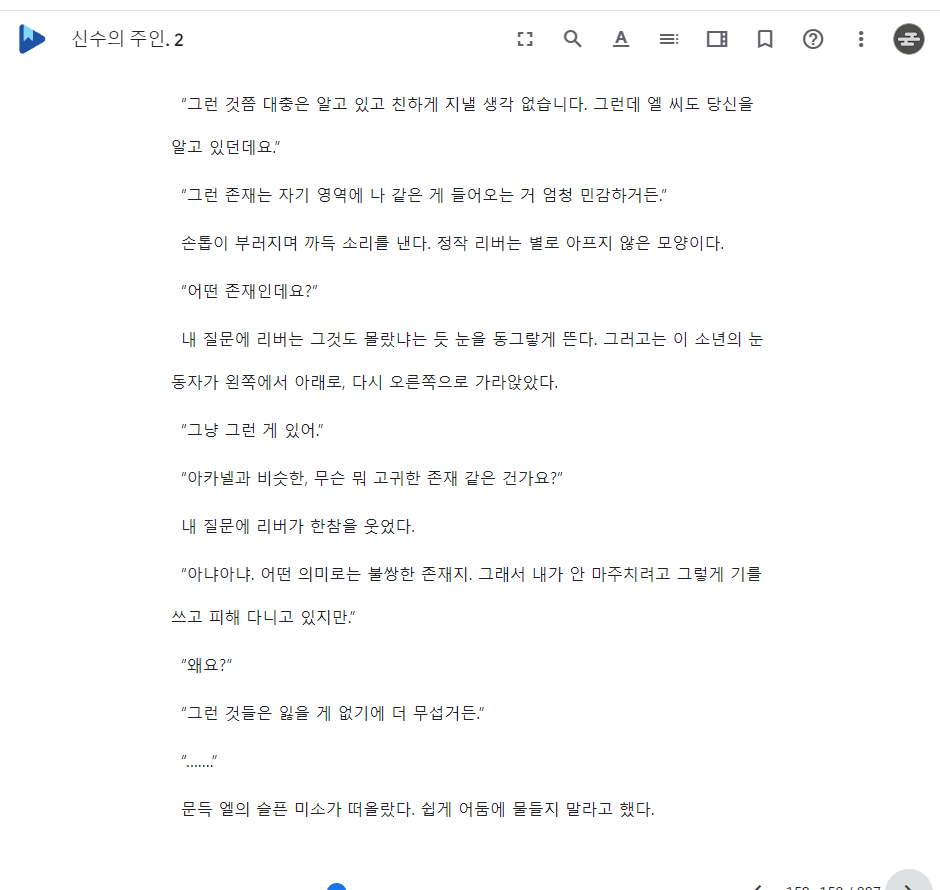 신수의 주인. 2
“그런 것쯤 대충은 알고 있고 친하게 지낼 생각 없습니다. 그런데 엘 씨도 당신을
알고 있던데요.”
“그런 존재는 자기 영역에 나 같은 게 들어오는 거 엄청 민감하거든.”
손톱이 부러지며 까득 소리를 낸다. 정작 리버는 별로 아프지 않은 모양이다.
“어떤 존재인데요?”
내 질문에 리버는 그것도 몰랐냐는 듯 눈을 동그랗게 뜬다. 그러고는 이 소년의 눈
동자가 왼쪽에서 아래로, 다시 오른쪽으로 가라앉았다.
“그냥 그런 게 있어.”
“아카넬과 비슷한, 무슨 뭐 고귀한 존재 같은 건가요?”
내 질문에 리버가 한참을 웃었다.
“아냐아냐. 어떤 의미로는 불쌍한 존재지. 그래서 내가 안 마주치려고 그렇게 기를
쓰고 피해 다니고 있지만.”
“왜요?”
“그런 것들은 잃을 게 없기에 더 무섭거든.”
“…….”
문득 엘의 슬픈 미소가 떠올랐다. 쉽게 어둠에 물들지 말라고 했다.